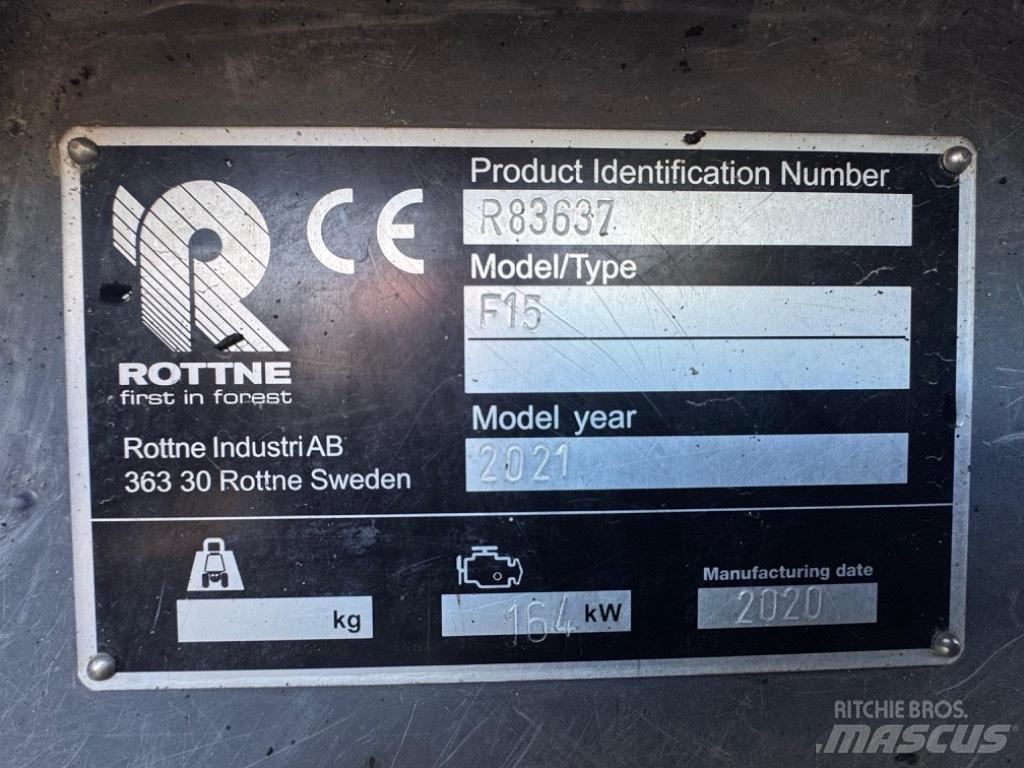 Product Identification Number
R83637
CE
Model/Type
F15
ROTTNE
first in forest
Model year
2021
Rottne Industri AB
363 30 Rottne Sweden
kg
164 kW
Manufacturing date
2020
RITCHIE BROS.
MASCUS